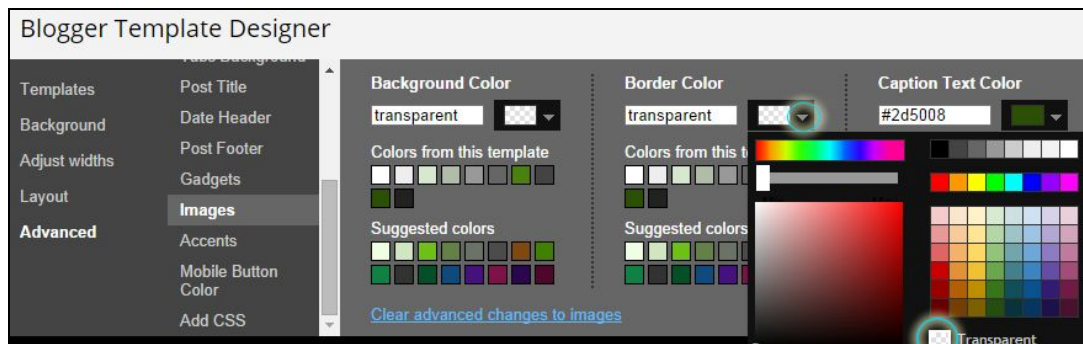 Blogger Template Designer
Templates
Background
Adjust widths
Layout
Advanced
Tabs Background
Post Title
Date Header
Post Footer
Gadgets
Images
Accents
Mobile Button
Color
Add CSS
Background Color
transparent
Colors from this template
Suggested colors
Clear advanced changes to images
Border Color
transparent
Colors from this t
Suggested colors
Caption Text Color
#2d5008
Transparent